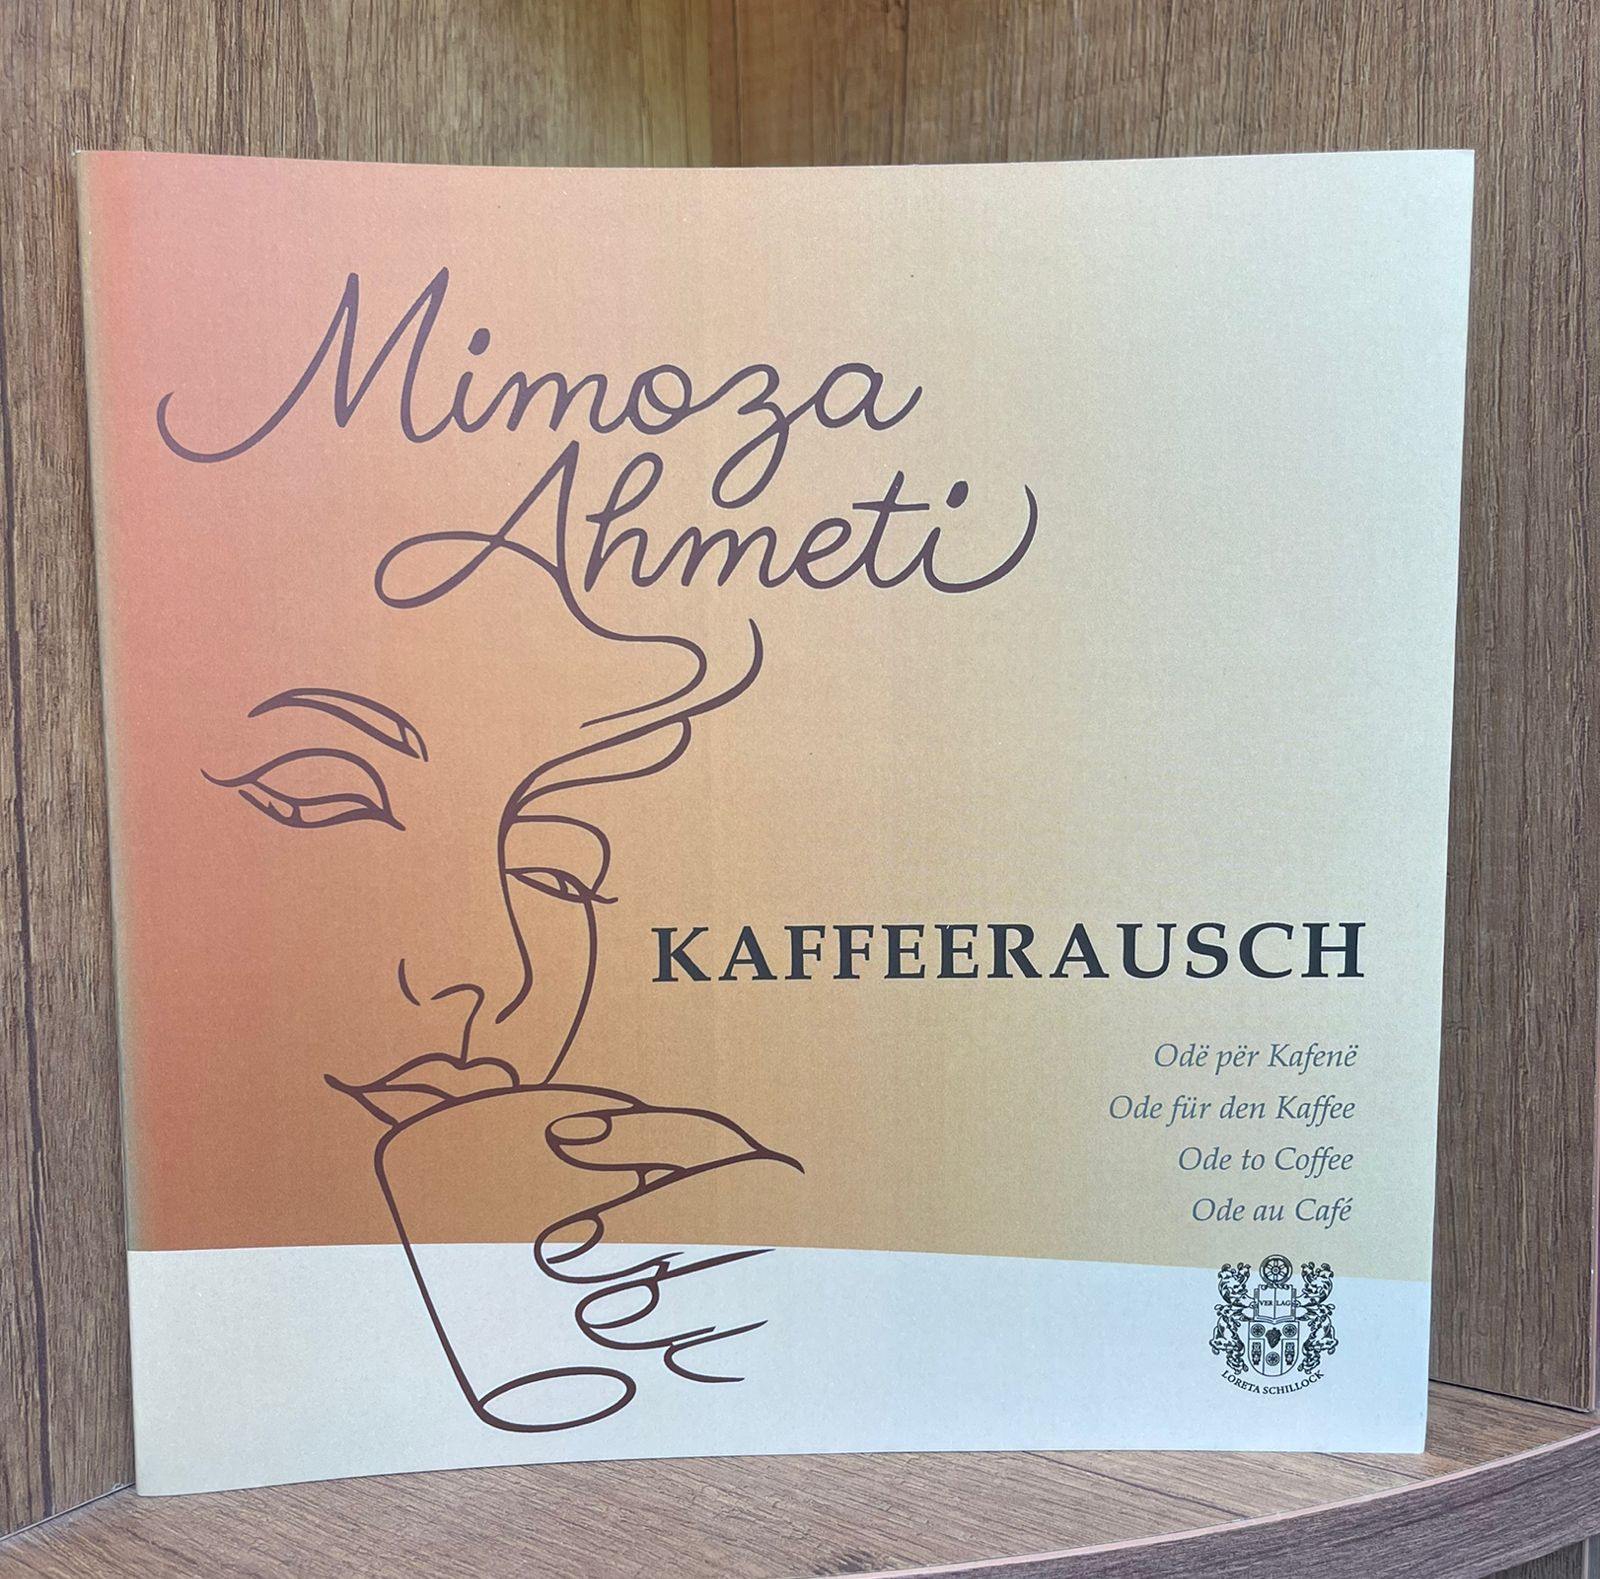 Mimoza
Ahmeti
KAFFEERAUSCH
Odë për Kafenë
Ode für den Kaffee
Ode to Coffee
Ode au Café
VERLAG
LORETA SCHILLOCK